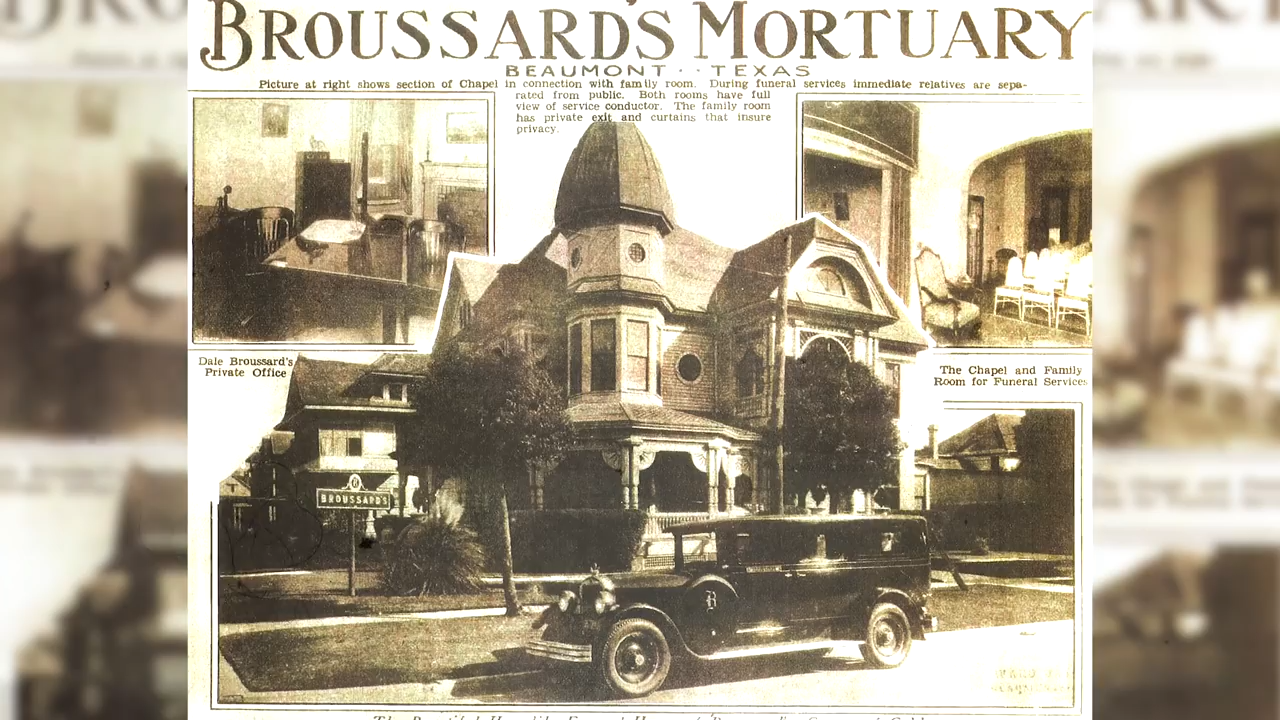 BROUSSARD'S MORTUARY
BEAUMONT · · TEXAS
Picture at right shows section of Chapel in connection with family room. During funeral services immediate relatives are sepa-
rated from public. Both rooms have full
view of service conductor. The family room
has private exit and curtains that insure
privacy.
Dale Broussard's
Private Office
The Chapel and Family
Room for Funeral Services
BROUSSARD'S
B